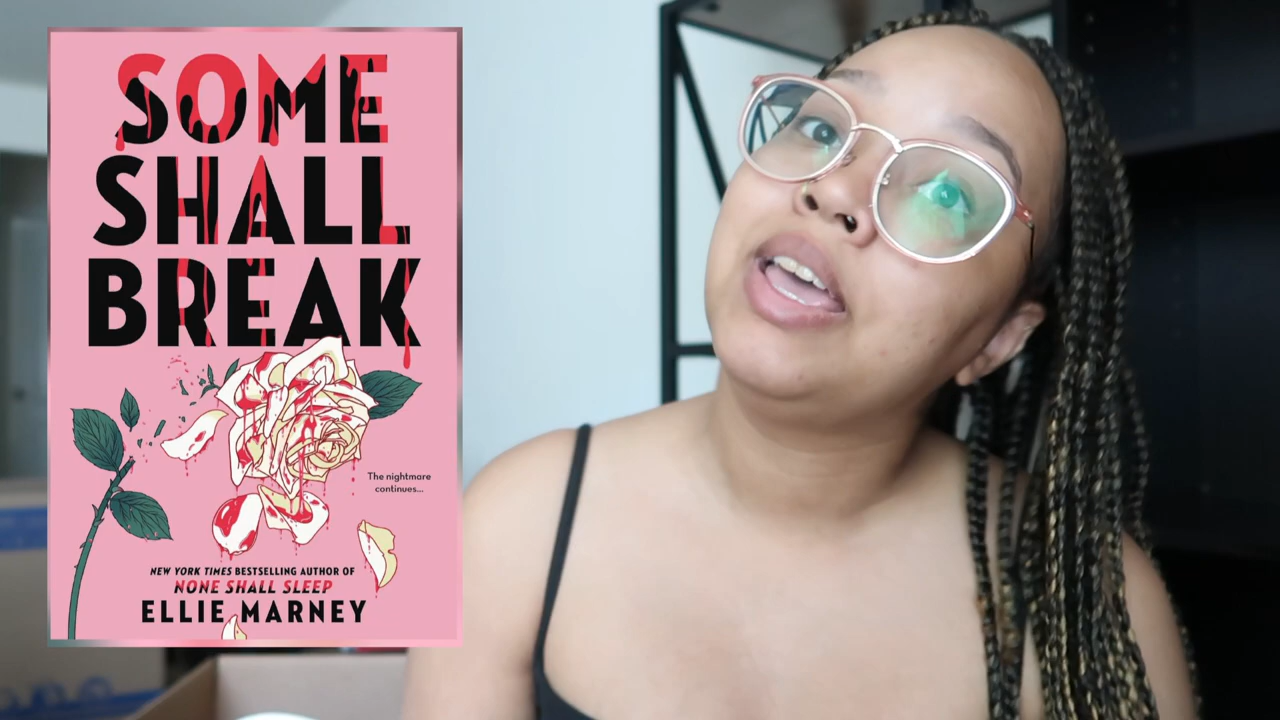 SOME
SHALL
BREAK
The nightmare
continues...
NEW YORK TIMES BESTSELLING AUTHOR OF
NONE SHALL SLEEP
ELLIE MARNEY